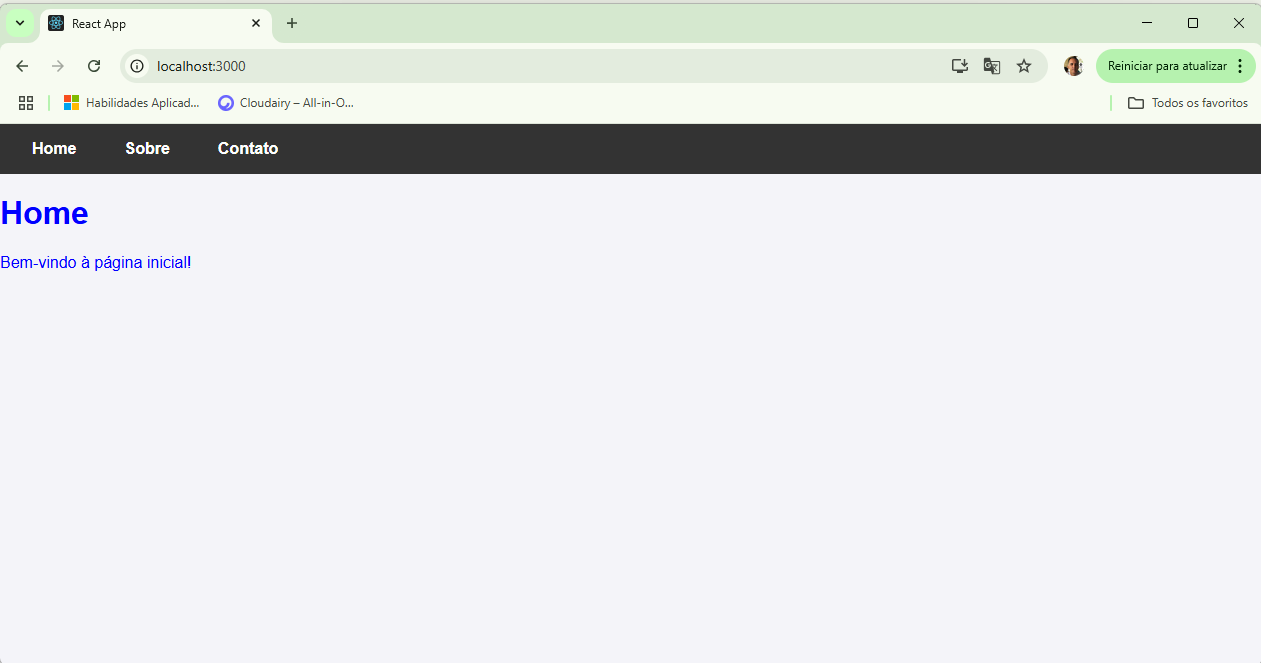 React App
localhost:3000
Reiniciar para atualizar
Habilidades Aplicad...
Cloudairy – All-in-O...
Todos os favoritos
Home Sobre Contato
Home
Bem-vindo à página inicial!